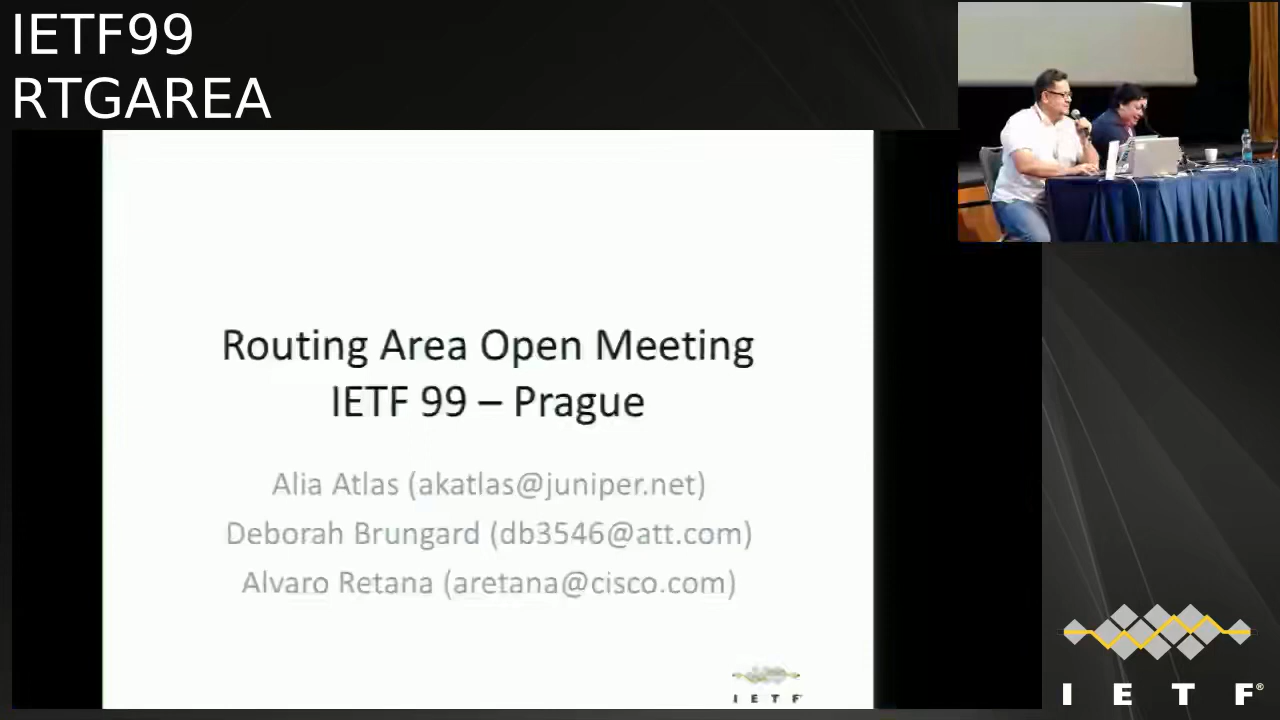 IETF99
RTGAREA
Routing Area Open Meeting
IETF 99 – Prague
Alia Atlas (akatlas@juniper.net)
Deborah Brungard (db3546@att.com)
Alvaro Retana (aretana@cisco.com)
I E T F
I E T F®